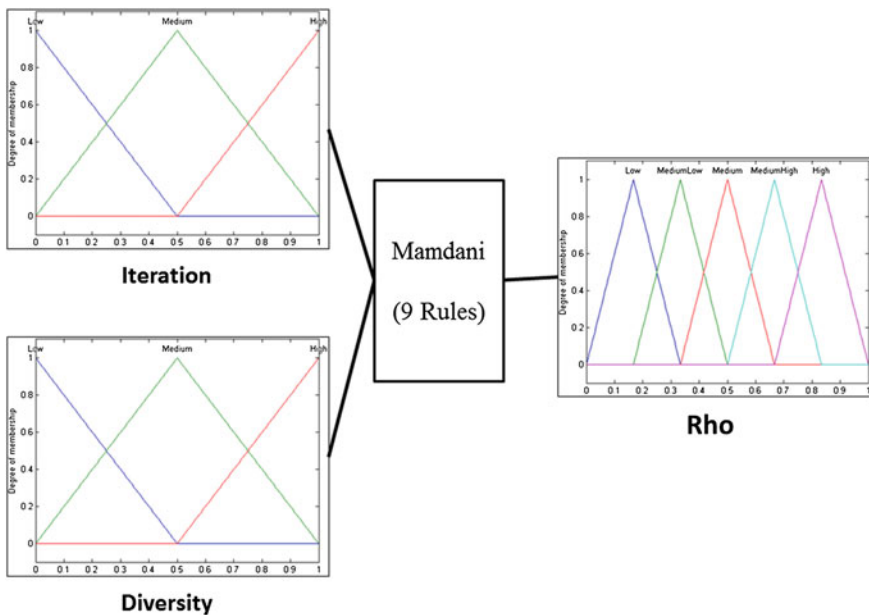 Low Medium High
Degree of membership
1
0.8
0.6
0.4
0.2
0
0 0.1 0.2 0.3 0.4 0.5 0.6 0.7 0.8 0.9 1
Iteration
Low Medium High
Degree of membership
1
0.8
0.6
0.4
0.2
0
0 0.1 0.2 0.3 0.4 0.5 0.6 0.7 0.8 0.9 1
Diversity
Mamdani
(9 Rules)
Low MediumLow Medium MediumHigh High
Degree of membership
1
0.8
0.6
0.4
0.2
0
0 0.1 0.2 0.3 0.4 0.5 0.6 0.7 0.8 0.9 1
Rho